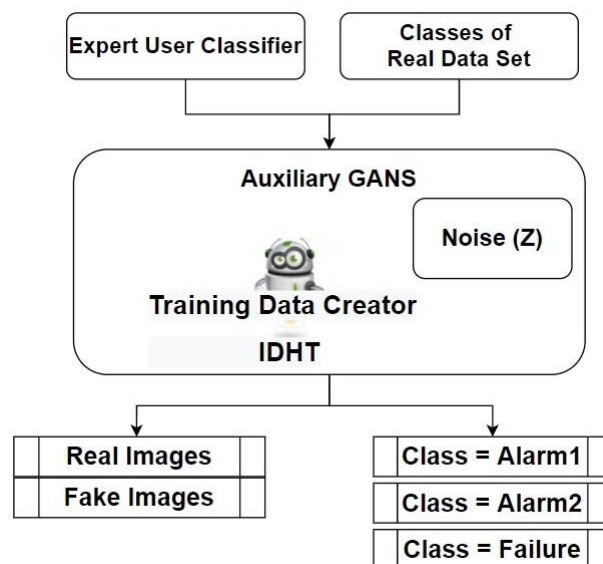 Expert User Classifier
Classes of
Real Data Set
Auxiliary GANS
Noise (Z)
Training Data Creator
IDHT
Real Images
Fake Images
Class = Alarm1
Class = Alarm2
Class = Failure